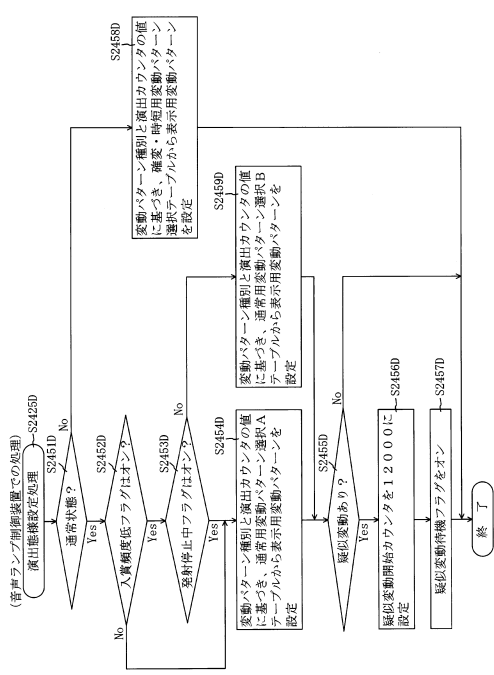 (音声ランプ制御装置での処理)
演出態様設定処理
S2425D
通常状態?
S2451D
No
Yes
入賞頻度低フラグはオン?
S2452D
No
Yes
発射停止中フラグはオン?
S2453D
No
Yes
変動パターン種別と演出カウンタの値
に基づき、通常用変動パターン選択A
テーブルから表示用変動パターンを
設定
S2454D
変動パターン種別と演出カウンタの値
に基づき、通常用変動パターン選択B
テーブルから表示用変動パターンを
設定
S2459D
変動パターン種別と演出カウンタの値
に基づき、確変・時短用変動パターン
選択テーブルから表示用変動パターン
を設定
S2458D
疑似変動あり?
S2455D
No
Yes
疑似変動開始カウンタを12000に
設定
S2456D
疑似変動待機フラグをオン
S2457D
終 了